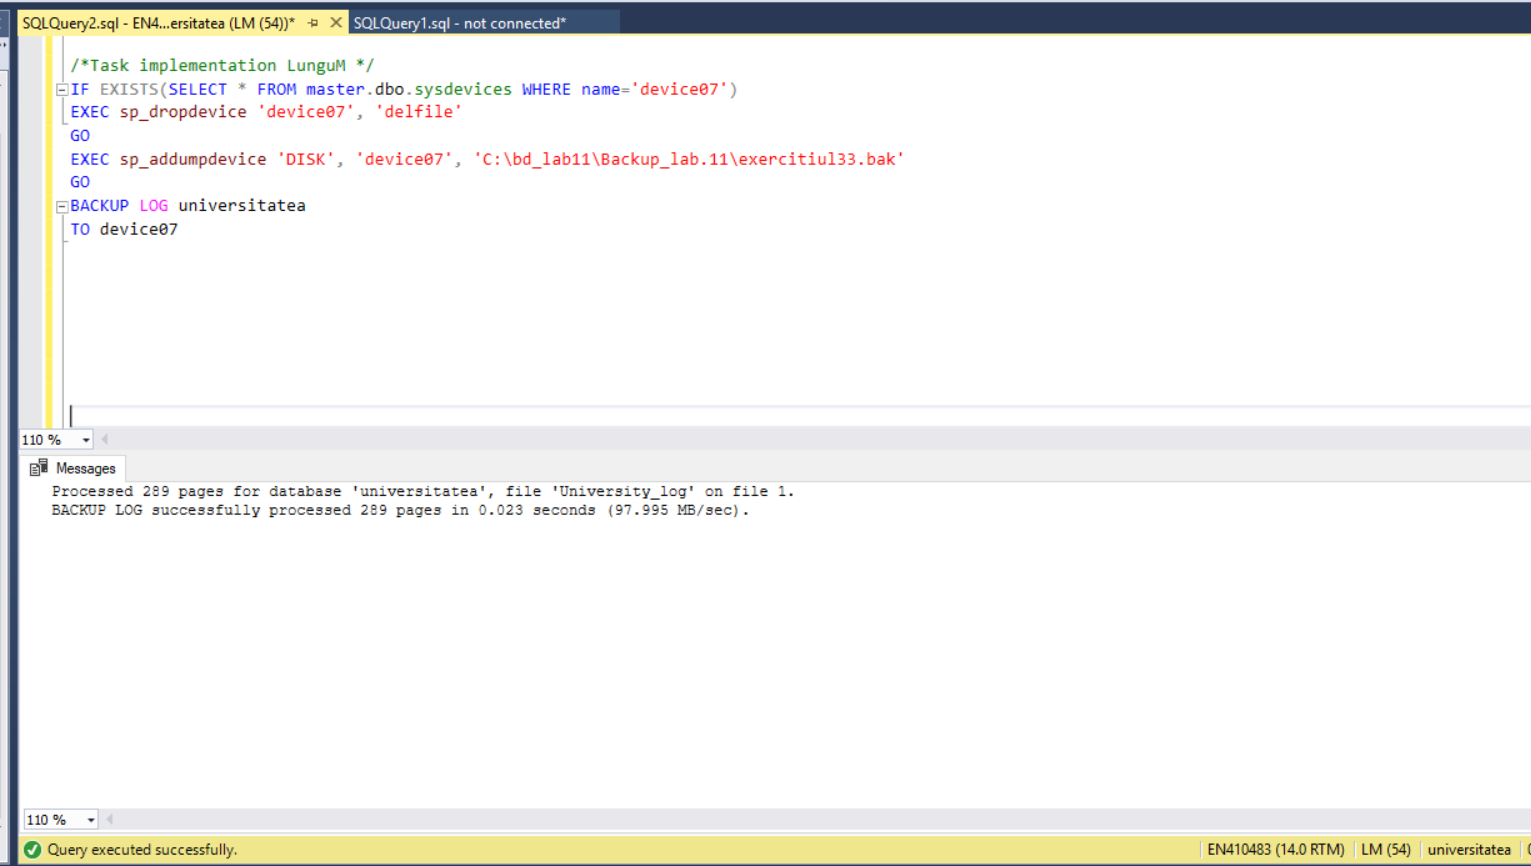 SQLQuery2.sql - EN4...ersitatea (LM (54))* SQLQuery1.sql - not connected*
/*Task implementation LunguM */
IF EXISTS(SELECT * FROM master.dbo.sysdevices WHERE name='device07')
EXEC sp_dropdevice 'device07', 'delfile'
GO
EXEC sp_addumpdevice 'DISK', 'device07', 'C:\bd_lab11\Backup_lab.11\exercitiul33.bak'
GO
BACKUP LOG universitatea
TO device07
110 %
Messages
Processed 289 pages for database 'universitatea', file 'University_log' on file 1.
BACKUP LOG successfully processed 289 pages in 0.023 seconds (97.995 MB/sec).
110 %
Query executed successfully. EN410483 (14.0 RTM) LM (54) universitatea